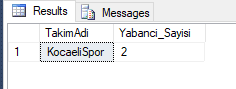 Results Messages
TakimAdi Yabanci_Sayisi
1 KocaeliSpor 2